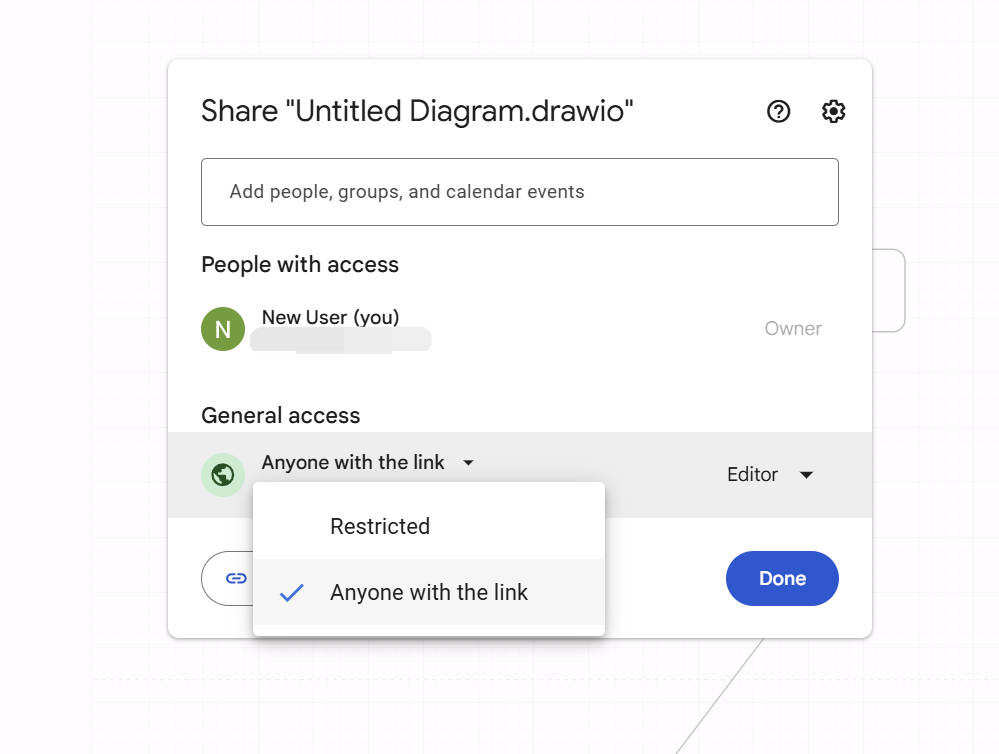 Share "Untitled Diagram.drawio"
Add people, groups, and calendar events
People with access
N
New User (you)
Owner
General access
Anyone with the link
Editor
Restricted
Anyone with the link
Done